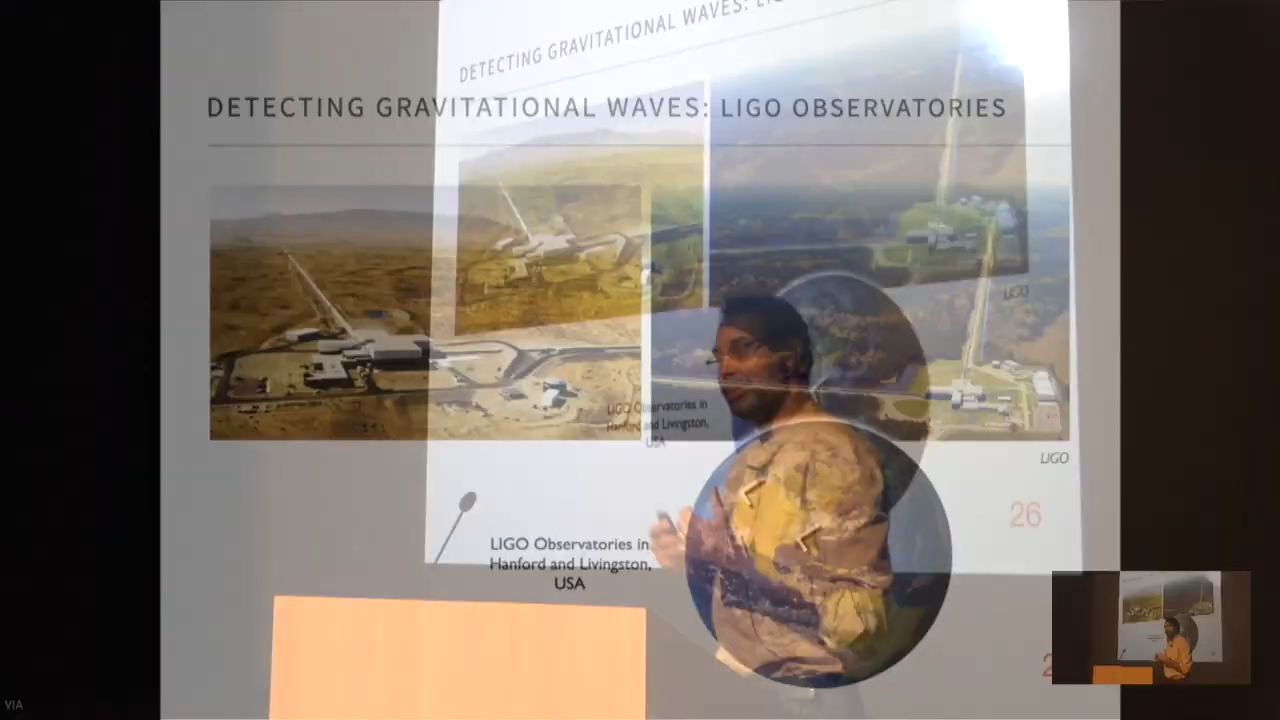 DETECTING GRAVITATIONAL WAVES:
DETECTING GRAVITATIONAL WAVES: LIGO OBSERVATORIES
LIGO
LIGO Observatories in
Hanford and Livingston,
USA
LIGO
26
LIGO Observatories in
Hanford and Livingston,
USA
VIA